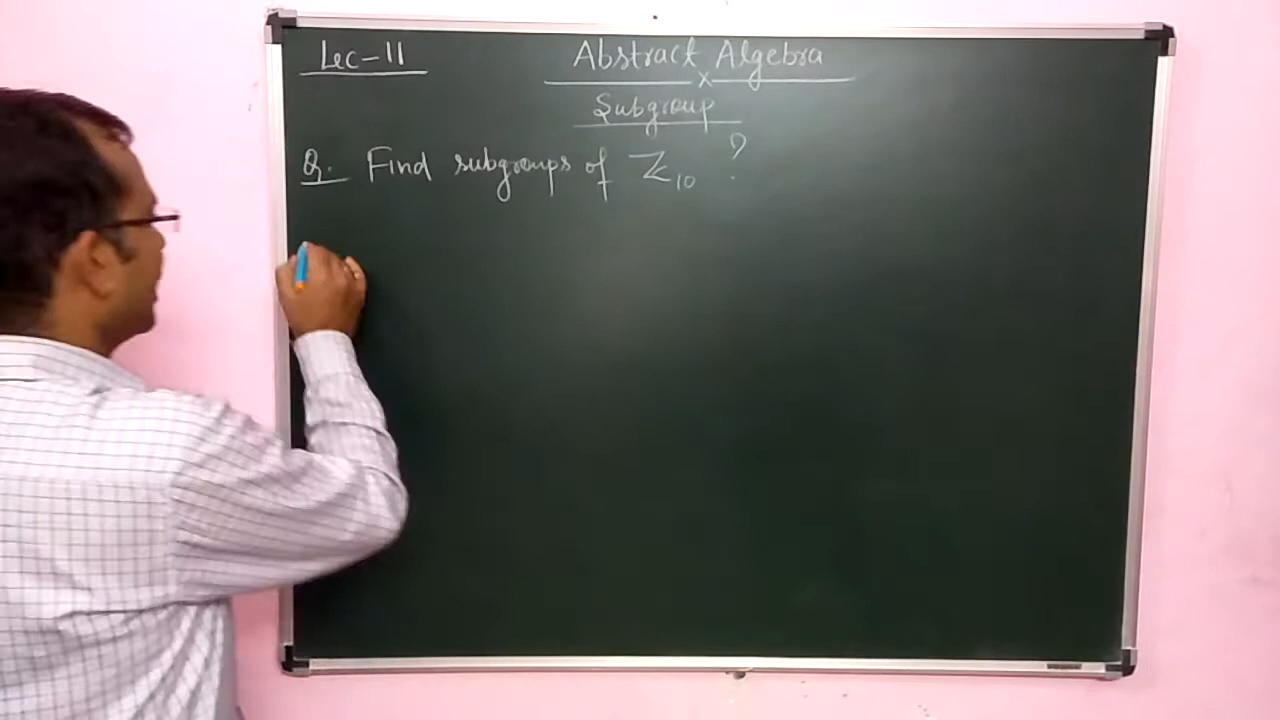 Lec-11
Abstract Algebra
x
Subgroup
Q. Find subgroups of ℤ₁₀ ?